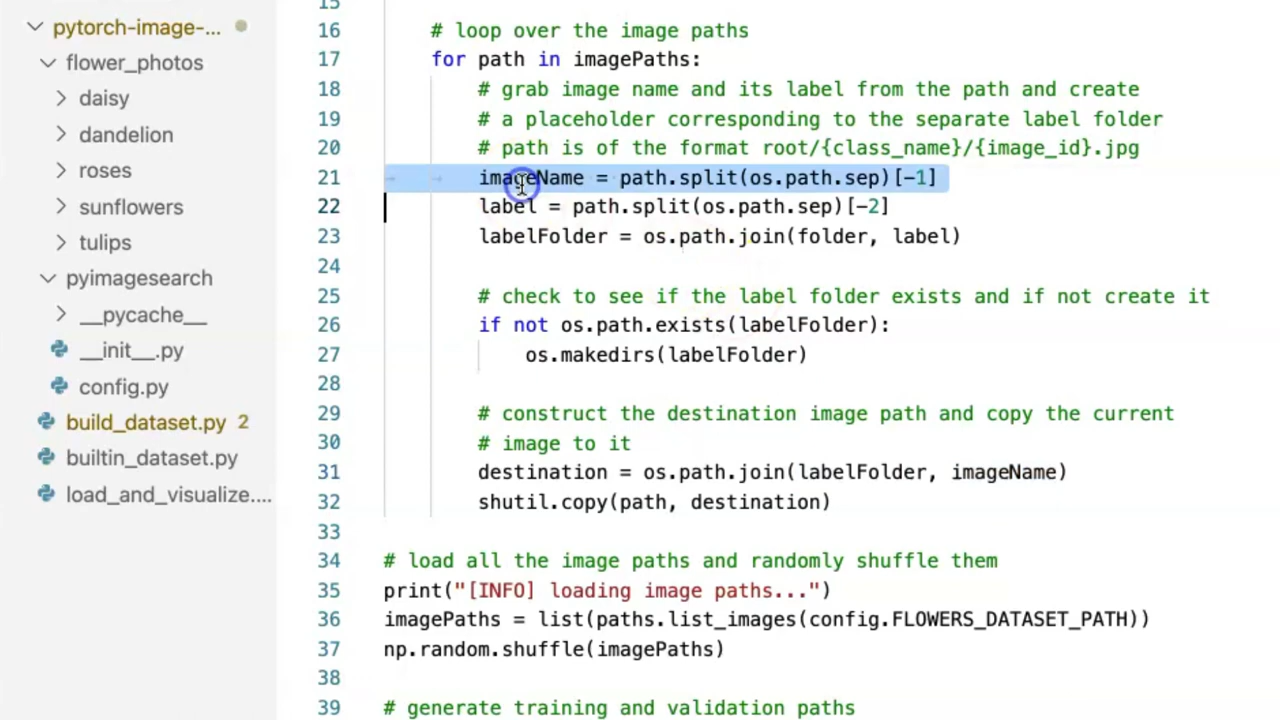 pytorch-image-...
flower_photos
daisy
dandelion
roses
sunflowers
tulips
pyimagesearch
__pycache__
__init__.py
config.py
build_dataset.py 2
builtin_dataset.py
load_and_visualize....
15
16 # loop over the image paths
17 for path in imagePaths:
18 # grab image name and its label from the path and create
19 # a placeholder corresponding to the separate label folder
20 # path is of the format root/{class_name}/{image_id}.jpg
21 imageName = path.split(os.path.sep)[-1]
22 label = path.split(os.path.sep)[-2]
23 labelFolder = os.path.join(folder, label)
24
25 # check to see if the label folder exists and if not create it
26 if not os.path.exists(labelFolder):
27 os.makedirs(labelFolder)
28
29 # construct the destination image path and copy the current
30 # image to it
31 destination = os.path.join(labelFolder, imageName)
32 shutil.copy(path, destination)
33
34 # load all the image paths and randomly shuffle them
35 print("[INFO] loading image paths...")
36 imagePaths = list(paths.list_images(config.FLOWERS_DATASET_PATH))
37 np.random.shuffle(imagePaths)
38
39 # generate training and validation paths